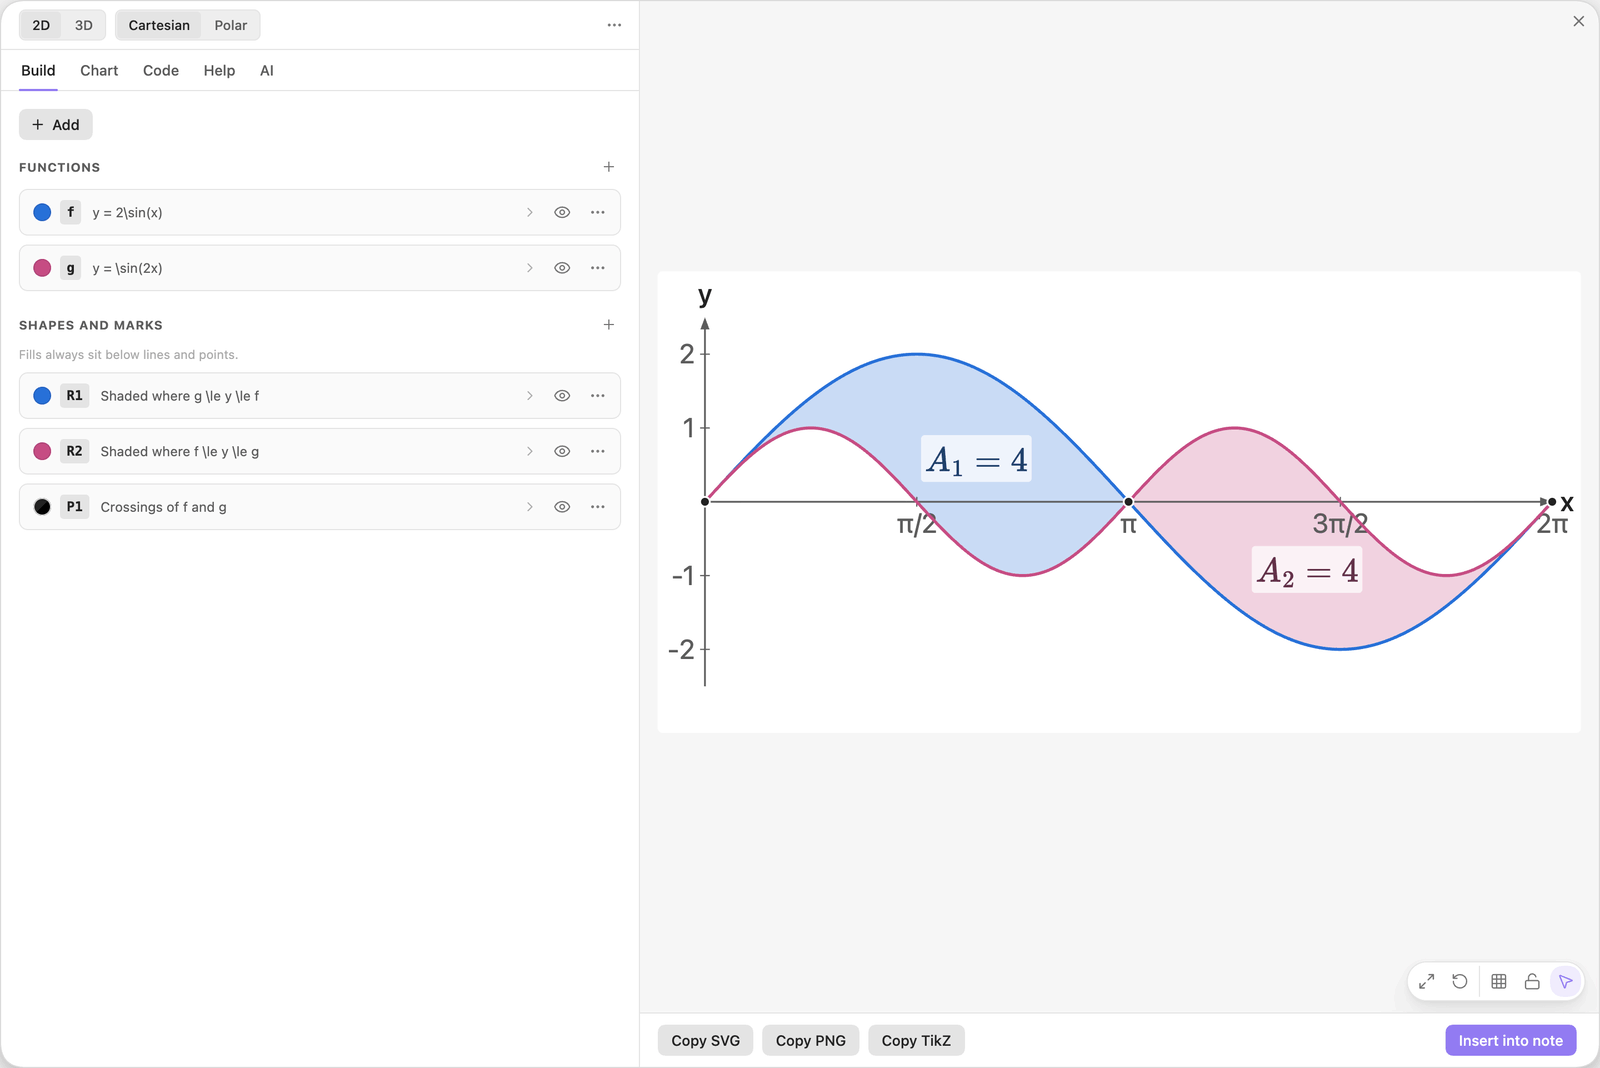 2D 3D Cartesian Polar
Build Chart Code Help AI
+ Add
FUNCTIONS
f y = 2\sin(x)
g y = \sin(2x)
SHAPES AND MARKS
Fills always sit below lines and points.
R1 Shaded where g \le y \le f
R2 Shaded where f \le y \le g
P1 Crossings of f and g
y
2
1
A₁ = 4
x
π/2 π 3π/2 2π
A₂ = 4
-1
-2
Copy SVG Copy PNG Copy TikZ Insert into note